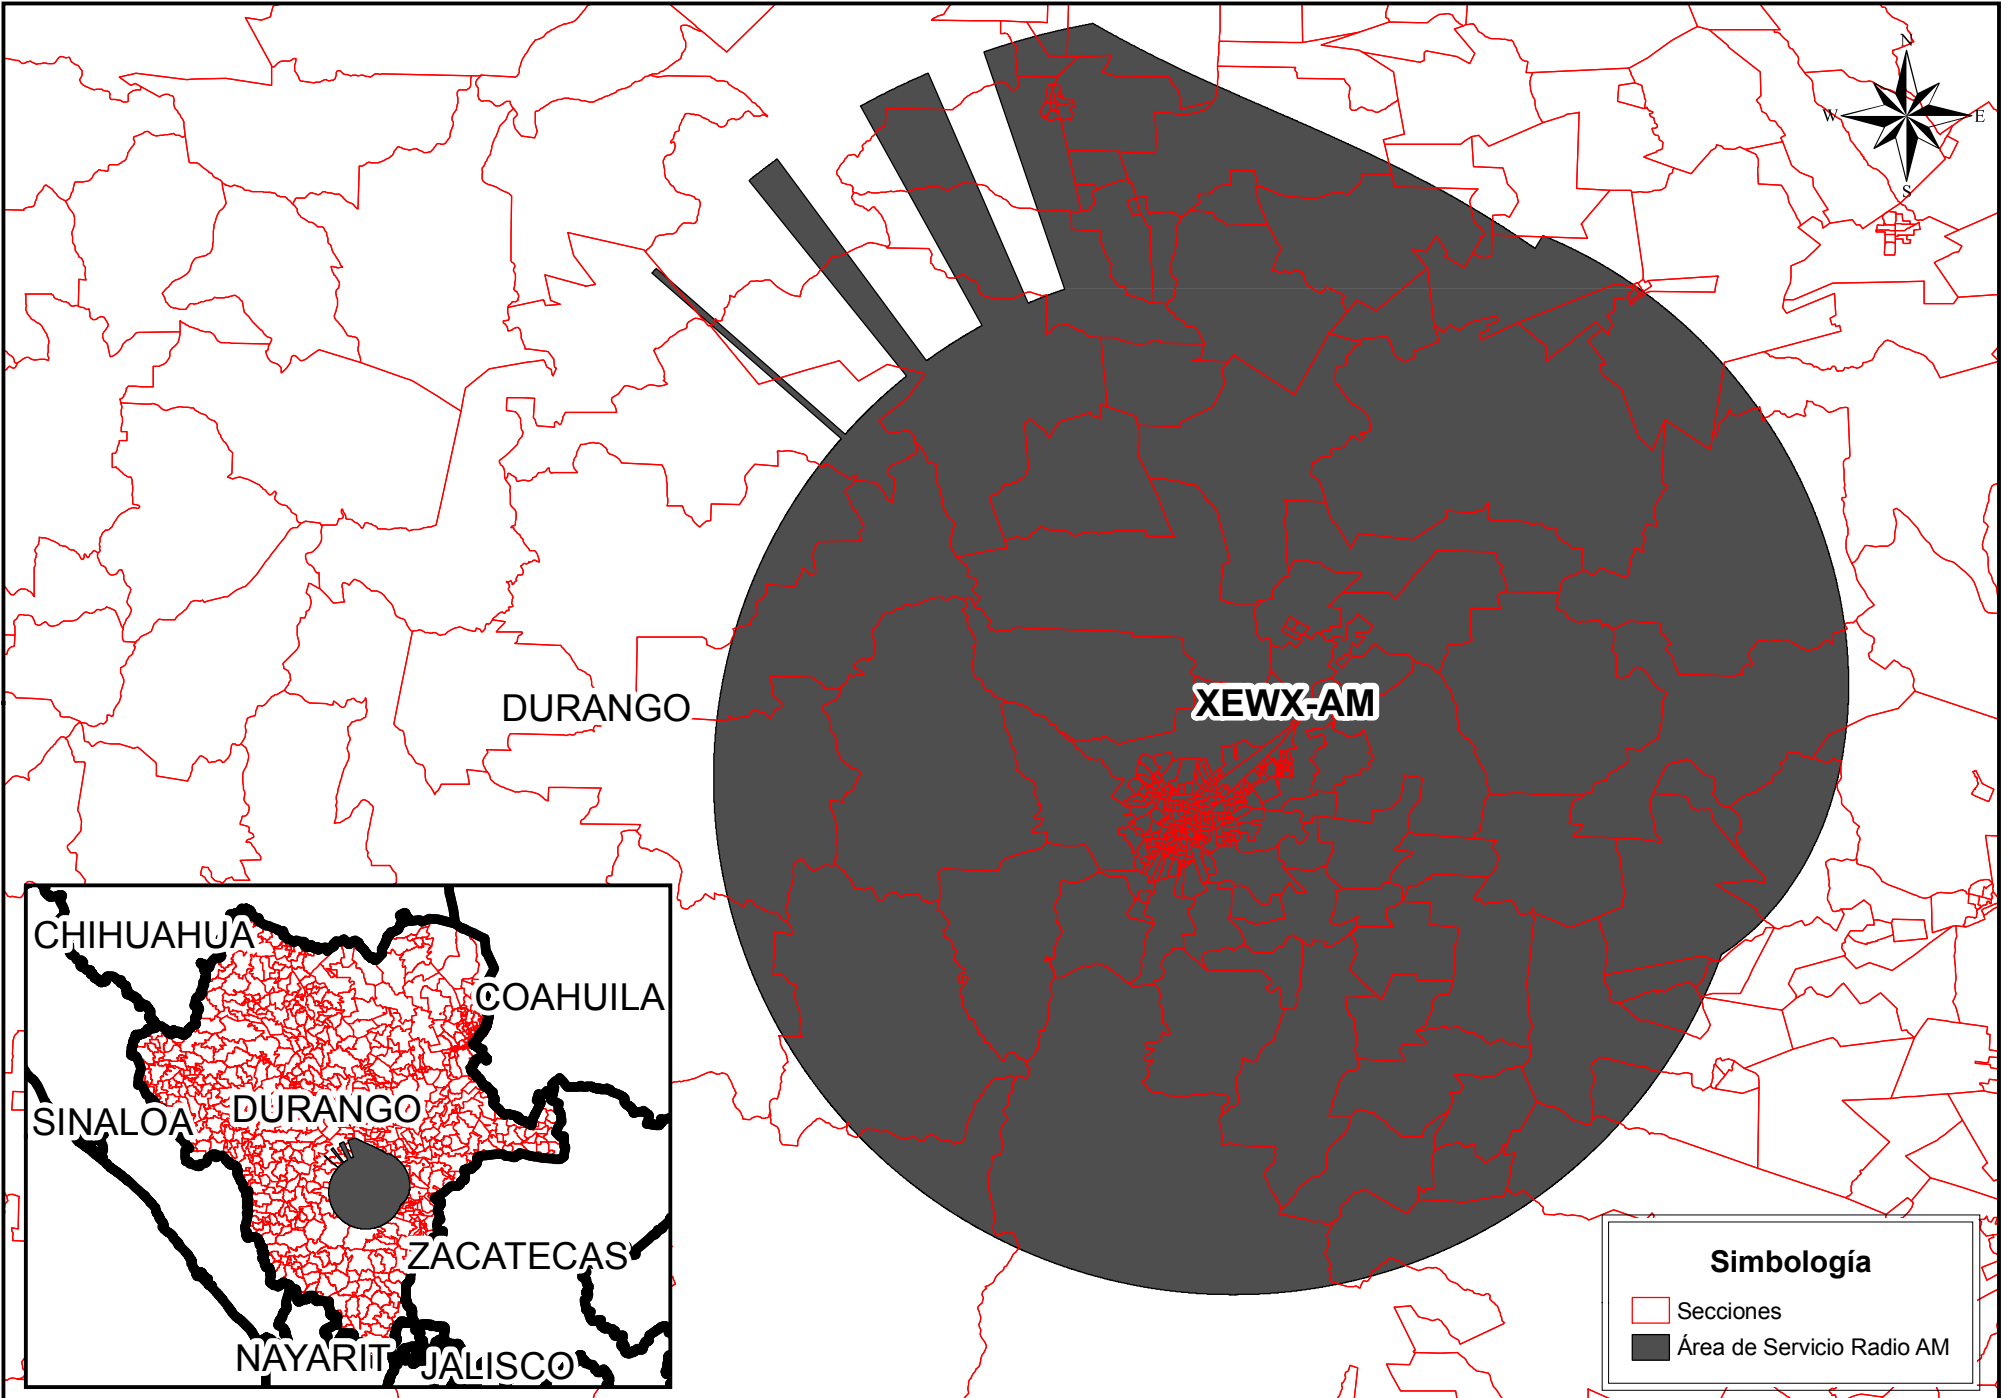 N
W E
S
DURANGO
XEWX-AM
CHIHUAHUA
COAHUILA
SINALOA
DURANGO
ZACATECAS
NAYARIT
JALISCO
Simbología
Secciones
Área de Servicio Radio AM